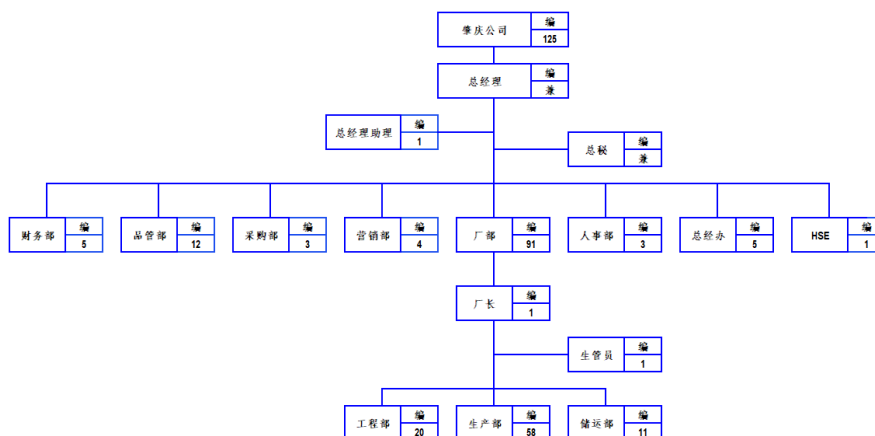 肇庆公司 编 125
总经理 编 兼
总经理助理 编 1
总秘 编 兼
财务部 编 5
品管部 编 12
采购部 编 3
营销部 编 4
厂部 编 91
人事部 编 3
总经办 编 5
HSE 编 1
厂长 编 1
生管员 编 1
工程部 编 20
生产部 编 58
储运部 编 11